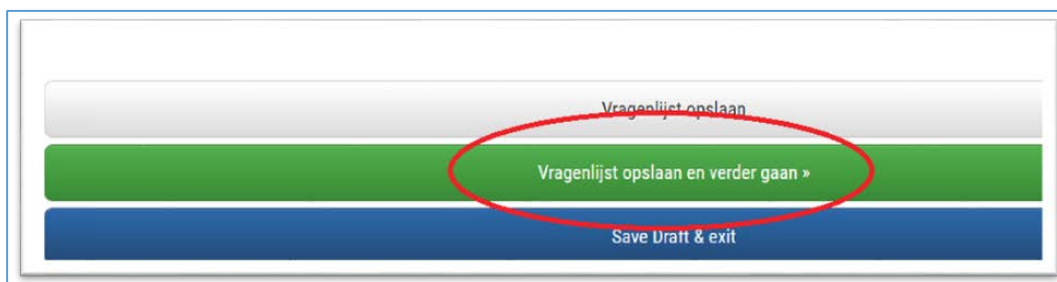 Vragenlijst opslaan
Vragenlijst opslaan en verder gaan »
Save Draft & exit